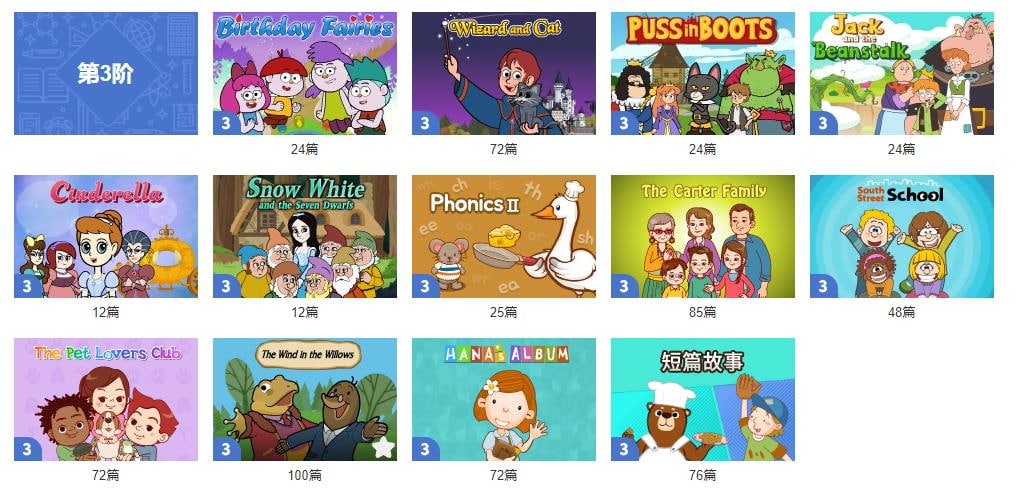 第3阶
Birthday Fairies
3
24篇
Wizard and Cat
3
72篇
PUSS in BOOTS
3
24篇
Jack
and the
Beanstalk
3
24篇
Cinderella
3
12篇
Snow White
and the Seven Dwarfs
3
12篇
wh ch ie th
Phonics II
ee oa or sh
wr ea
3
25篇
The Carter Family
3
85篇
South
Street School
3
48篇
The Pet Lovers Club
3
72篇
The Wind in the Willows
3
100篇
HANA's ALBUM
3
72篇
短篇故事
3
76篇